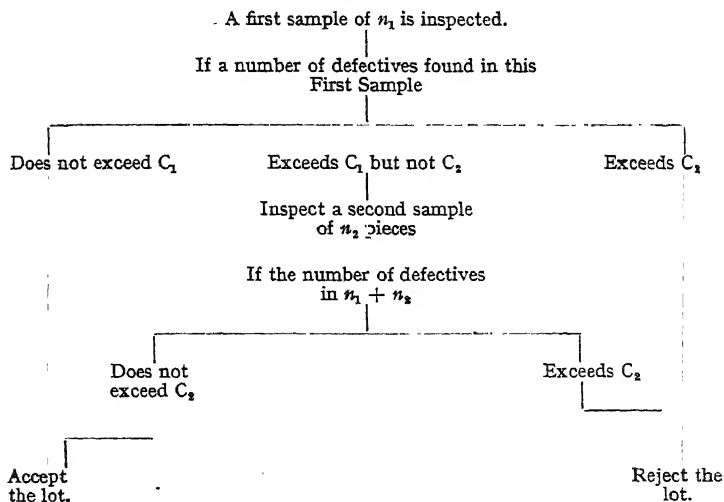 A first sample of n₁ is inspected.
If a number of defectives found in this
First Sample
Does not exceed C₁
Exceeds C₁ but not C₂
Exceeds C₂
Inspect a second sample
of n₂ pieces
If the number of defectives
in n₁ + n₂
Does not
exceed C₂
Exceeds C₂
Accept
the lot.
Reject the
lot.